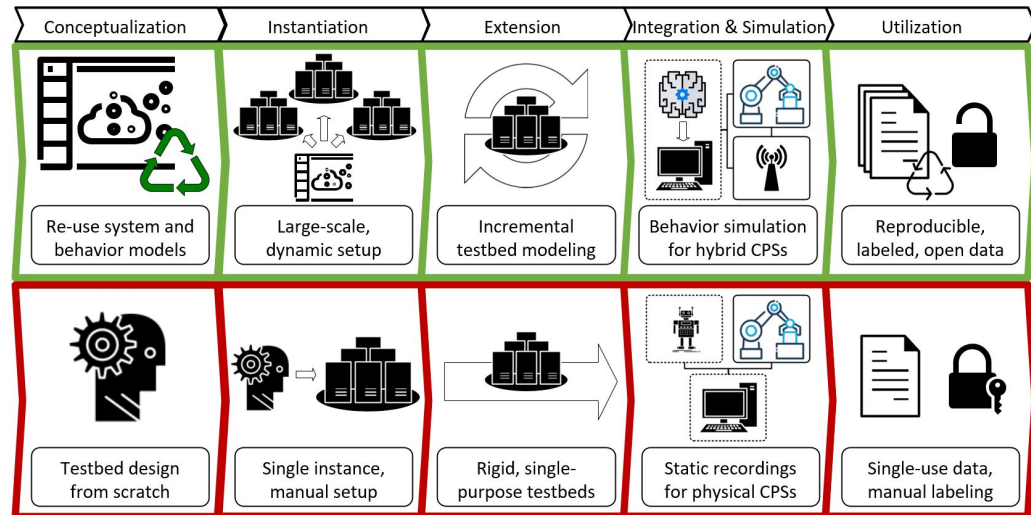 Conceptualization
Instantiation
Extension
Integration & Simulation
Utilization
Re-use system and
behavior models
Large-scale,
dynamic setup
Incremental
testbed modeling
Behavior simulation
for hybrid CPSs
Reproducible,
labeled, open data
Testbed design
from scratch
Single instance,
manual setup
Rigid, single-
purpose testbeds
Static recordings
for physical CPSs
Single-use data,
manual labeling